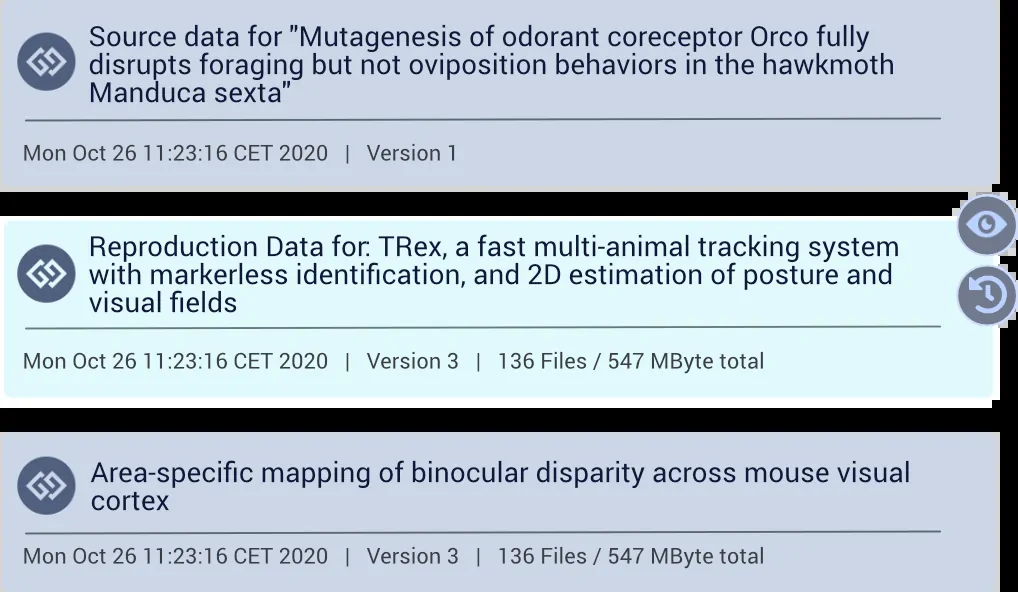 Source data for "Mutagenesis of odorant coreceptor Orco fully
disrupts foraging but not oviposition behaviors in the hawkmoth
Manduca sexta"
Mon Oct 26 11:23:16 CET 2020 | Version 1
Reproduction Data for: TRex, a fast multi-animal tracking system
with markerless identification, and 2D estimation of posture and
visual fields
Mon Oct 26 11:23:16 CET 2020 | Version 3 | 136 Files / 547 MByte total
Area-specific mapping of binocular disparity across mouse visual
cortex
Mon Oct 26 11:23:16 CET 2020 | Version 3 | 136 Files / 547 MByte total